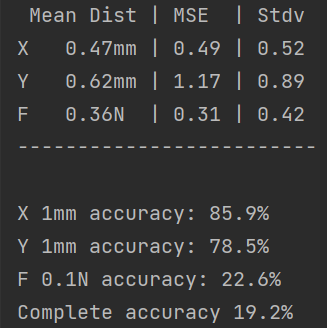 Mean Dist | MSE | Stdv
X 0.47mm | 0.49 | 0.52
Y 0.62mm | 1.17 | 0.89
F 0.36N | 0.31 | 0.42
-------------------------
X 1mm accuracy: 85.9%
Y 1mm accuracy: 78.5%
F 0.1N accuracy: 22.6%
Complete accuracy 19.2%